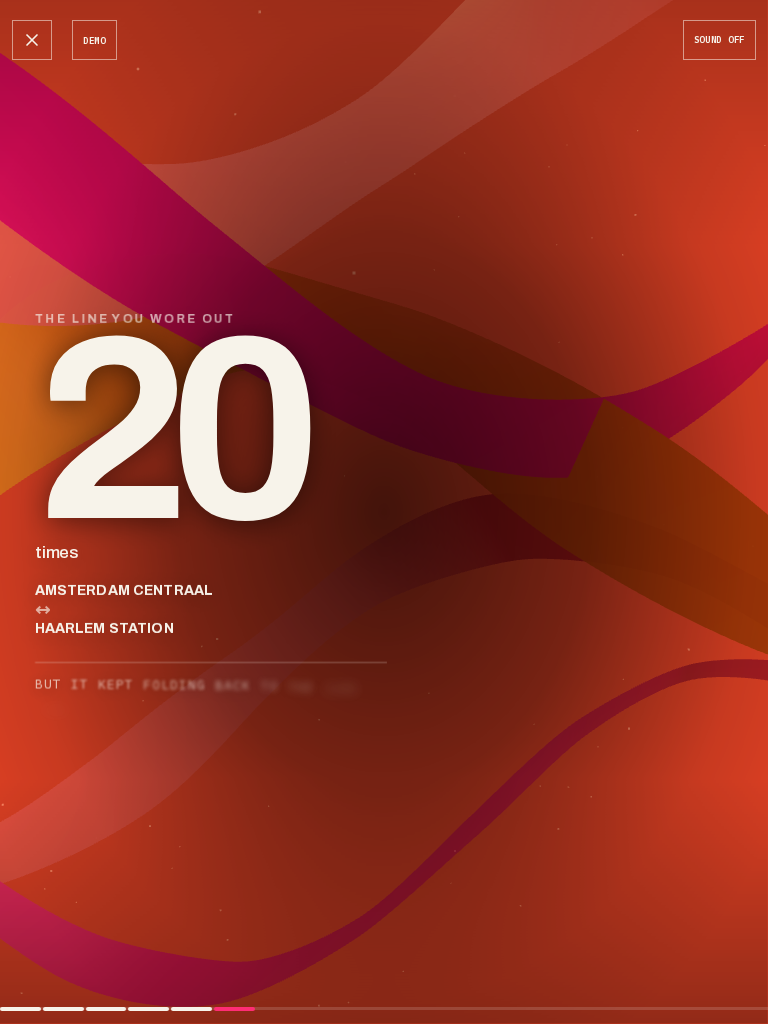 DEMO
SOUND OFF
THE LINE YOU WORE OUT
20
times
AMSTERDAM CENTRAAL
↔
HAARLEM STATION
BUT IT KEPT FOLDING BACK TO